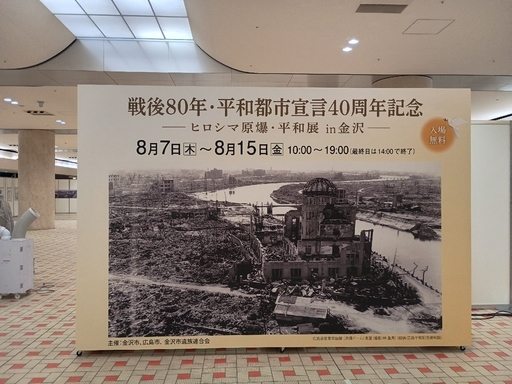 戦後80年・平和都市宣言40周年記念
ヒロシマ原爆・平和展 in金沢
8月7日木～8月15日金 10:00～19:00(最終日は14:00で終了)
入場
無料
主催：金沢市、広島市、金沢市遺族連合会